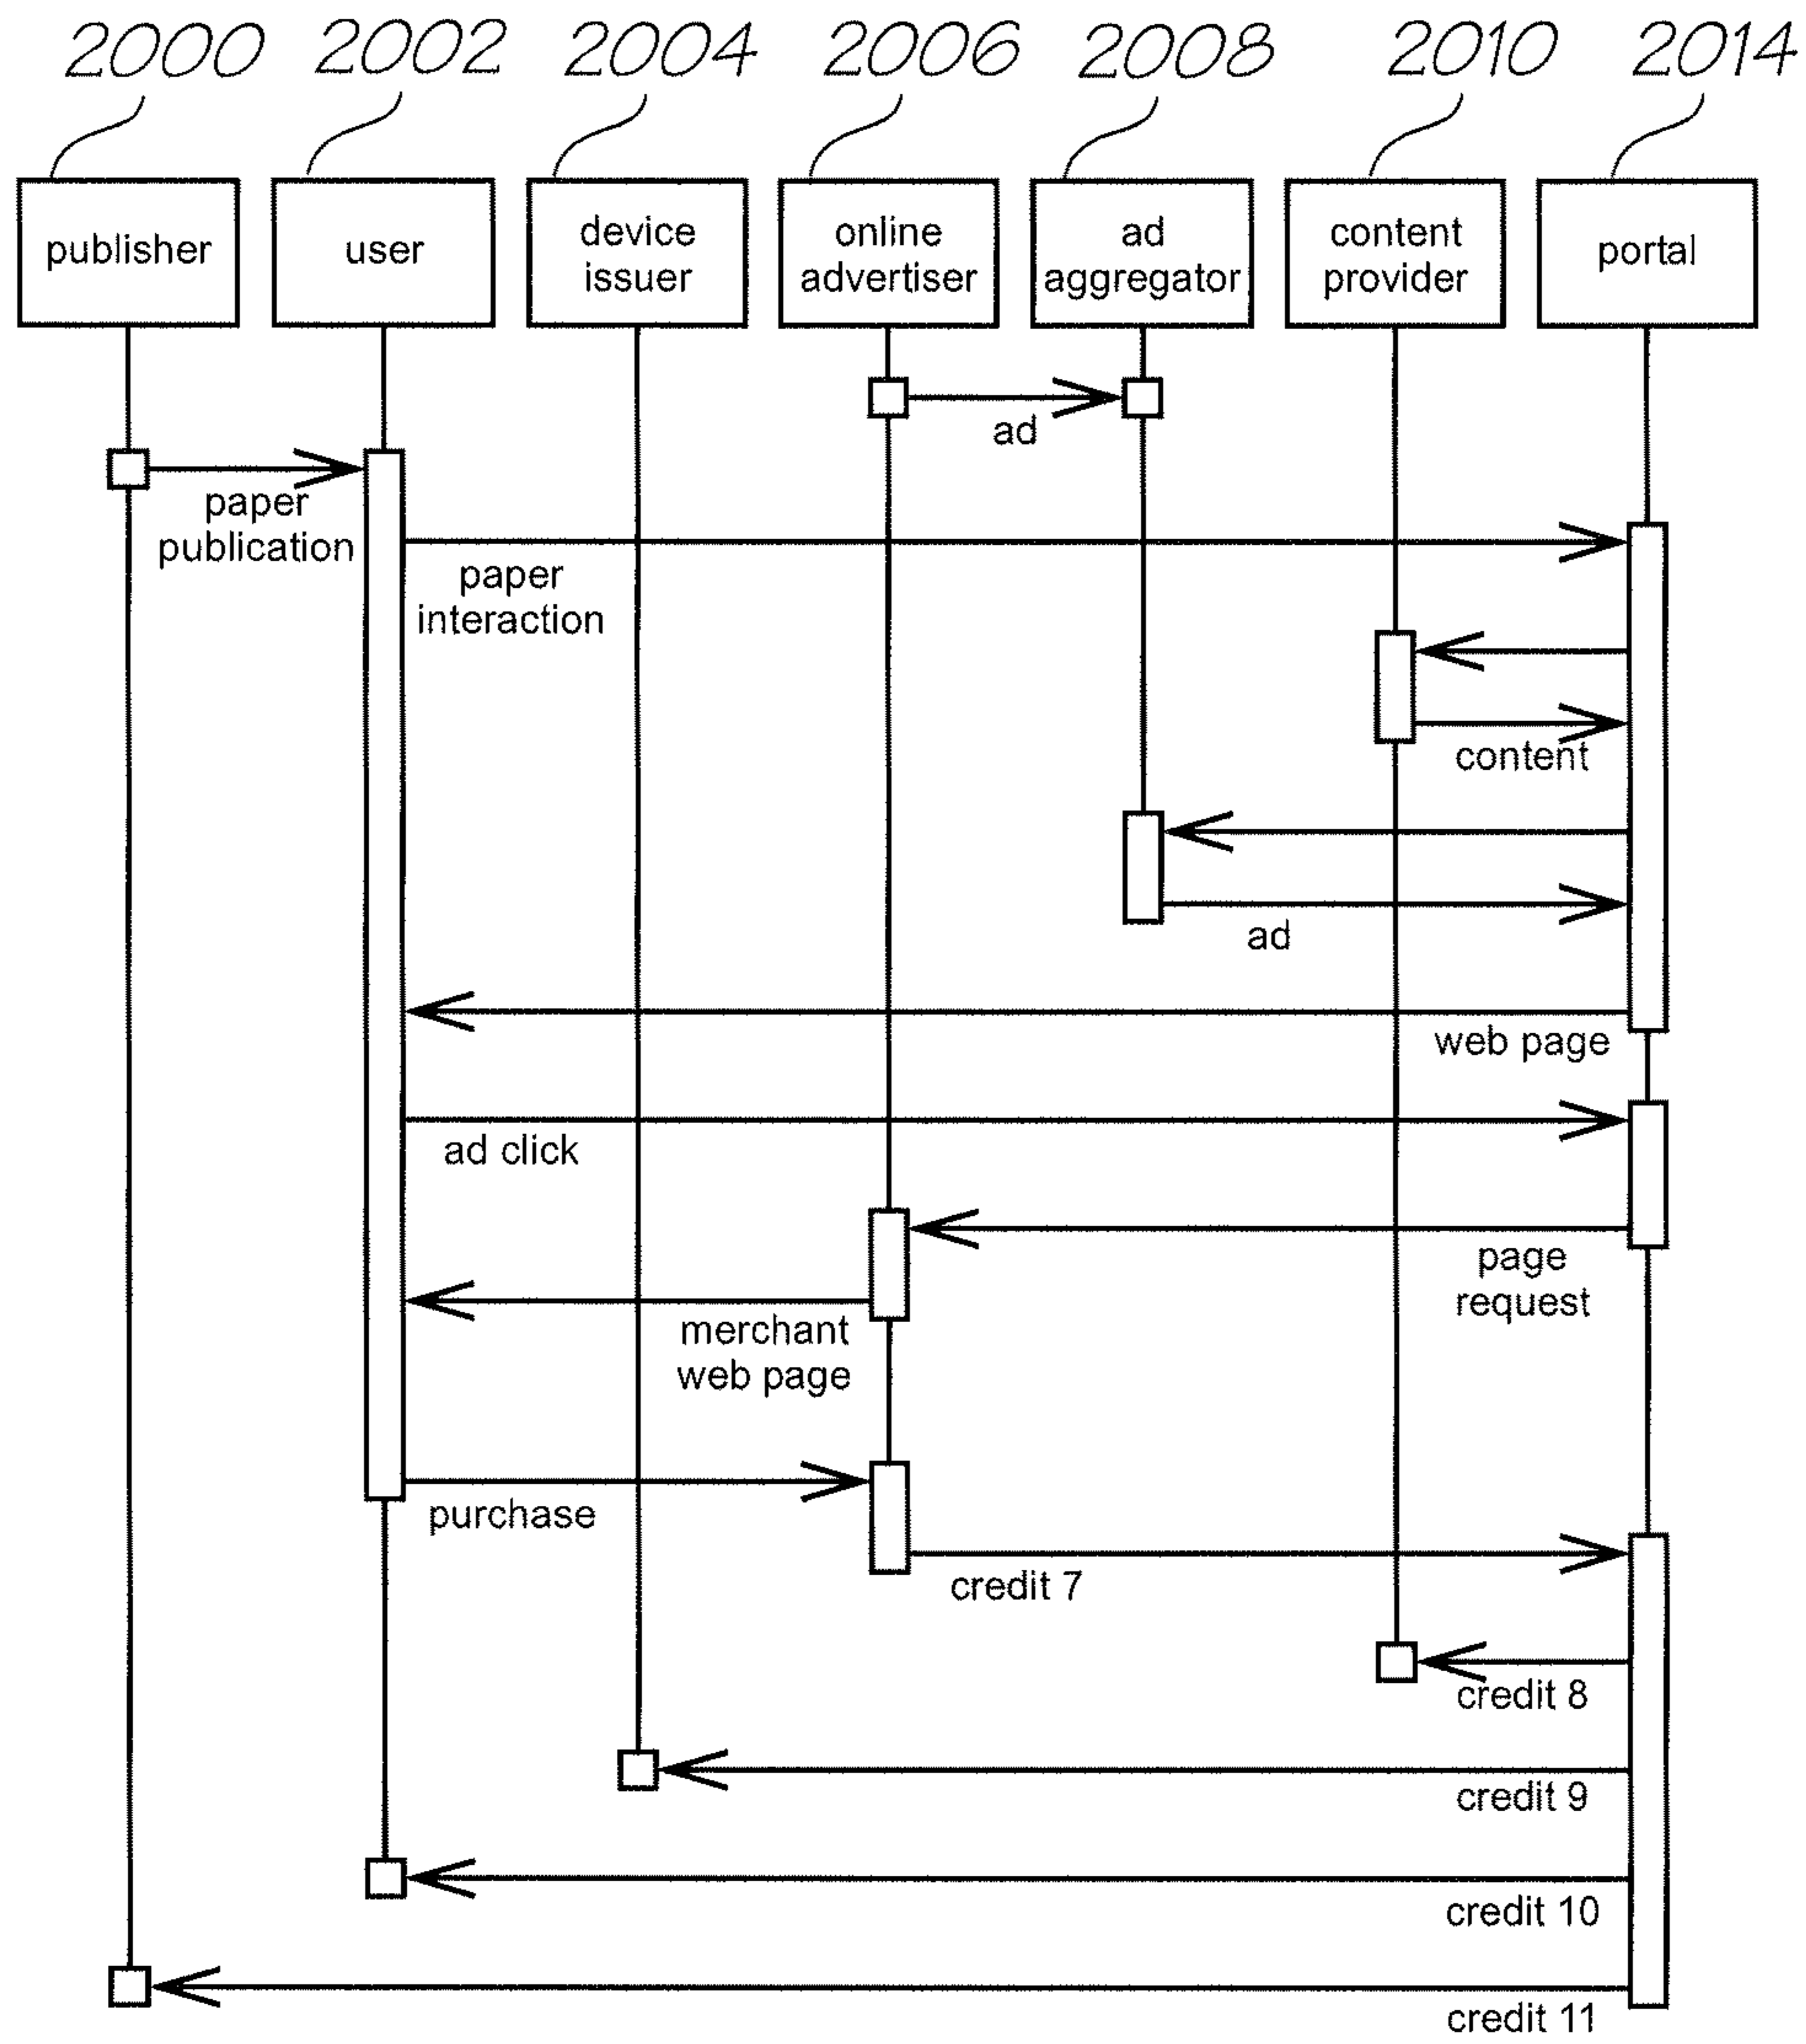 2000 2002 2004 2006 2008 2010 2014
publisher
user
device
issuer
online
advertiser
ad
aggregator
content
provider
portal
ad
paper
publication
paper
interaction
content
ad
web page
ad click
page
request
merchant
web page
purchase
credit 7
credit 8
credit 9
credit 10
credit 11